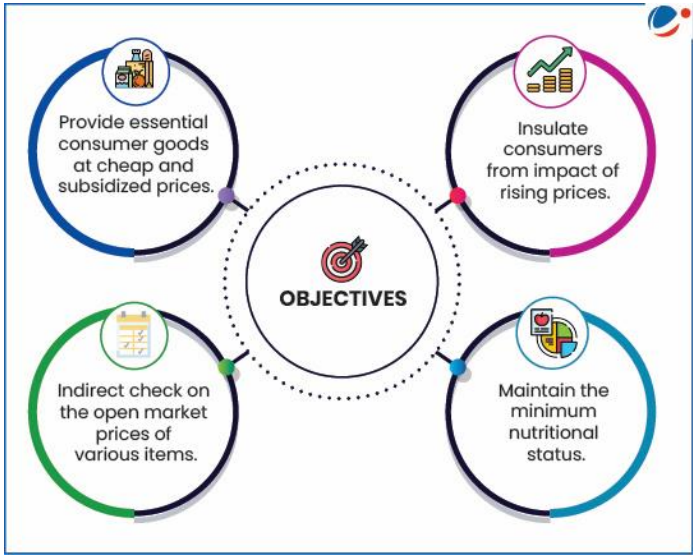 Provide essential
consumer goods
at cheap and
subsidized prices.
Insulate
consumers
from impact of
rising prices.
OBJECTIVES
Indirect check on
the open market
prices of
various items.
Maintain the
minimum
nutritional
status.